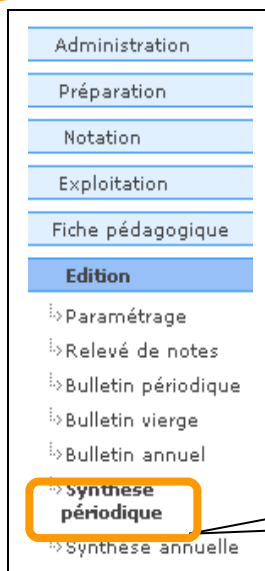 Administration
Préparation
Notation
Exploitation
Fiche pédagogique
Edition
Paramétrage
Relevé de notes
Bulletin périodique
Bulletin vierge
Bulletin annuel
Synthèse
périodique
Synthèse annuelle